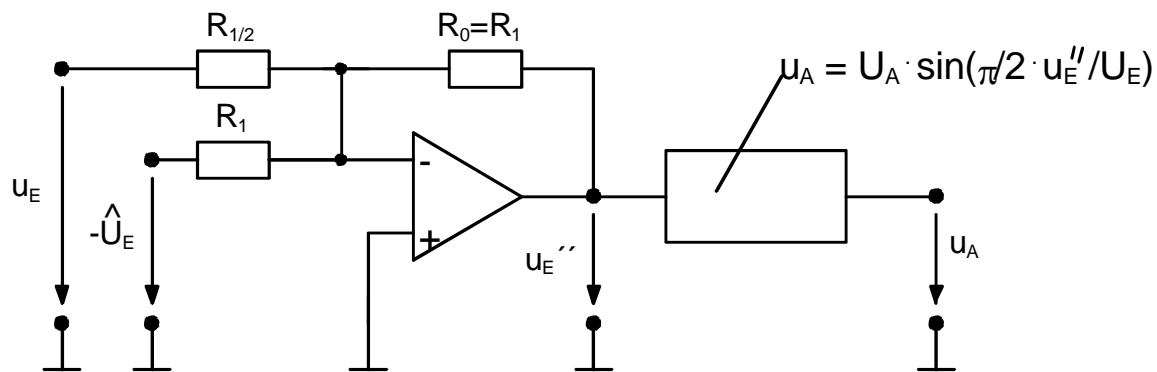 R1/2
R0=R1
uA = UA · sin(π/2 · uE″/UE)
R1
-
uE
-ÛE
+
uE´´
uA